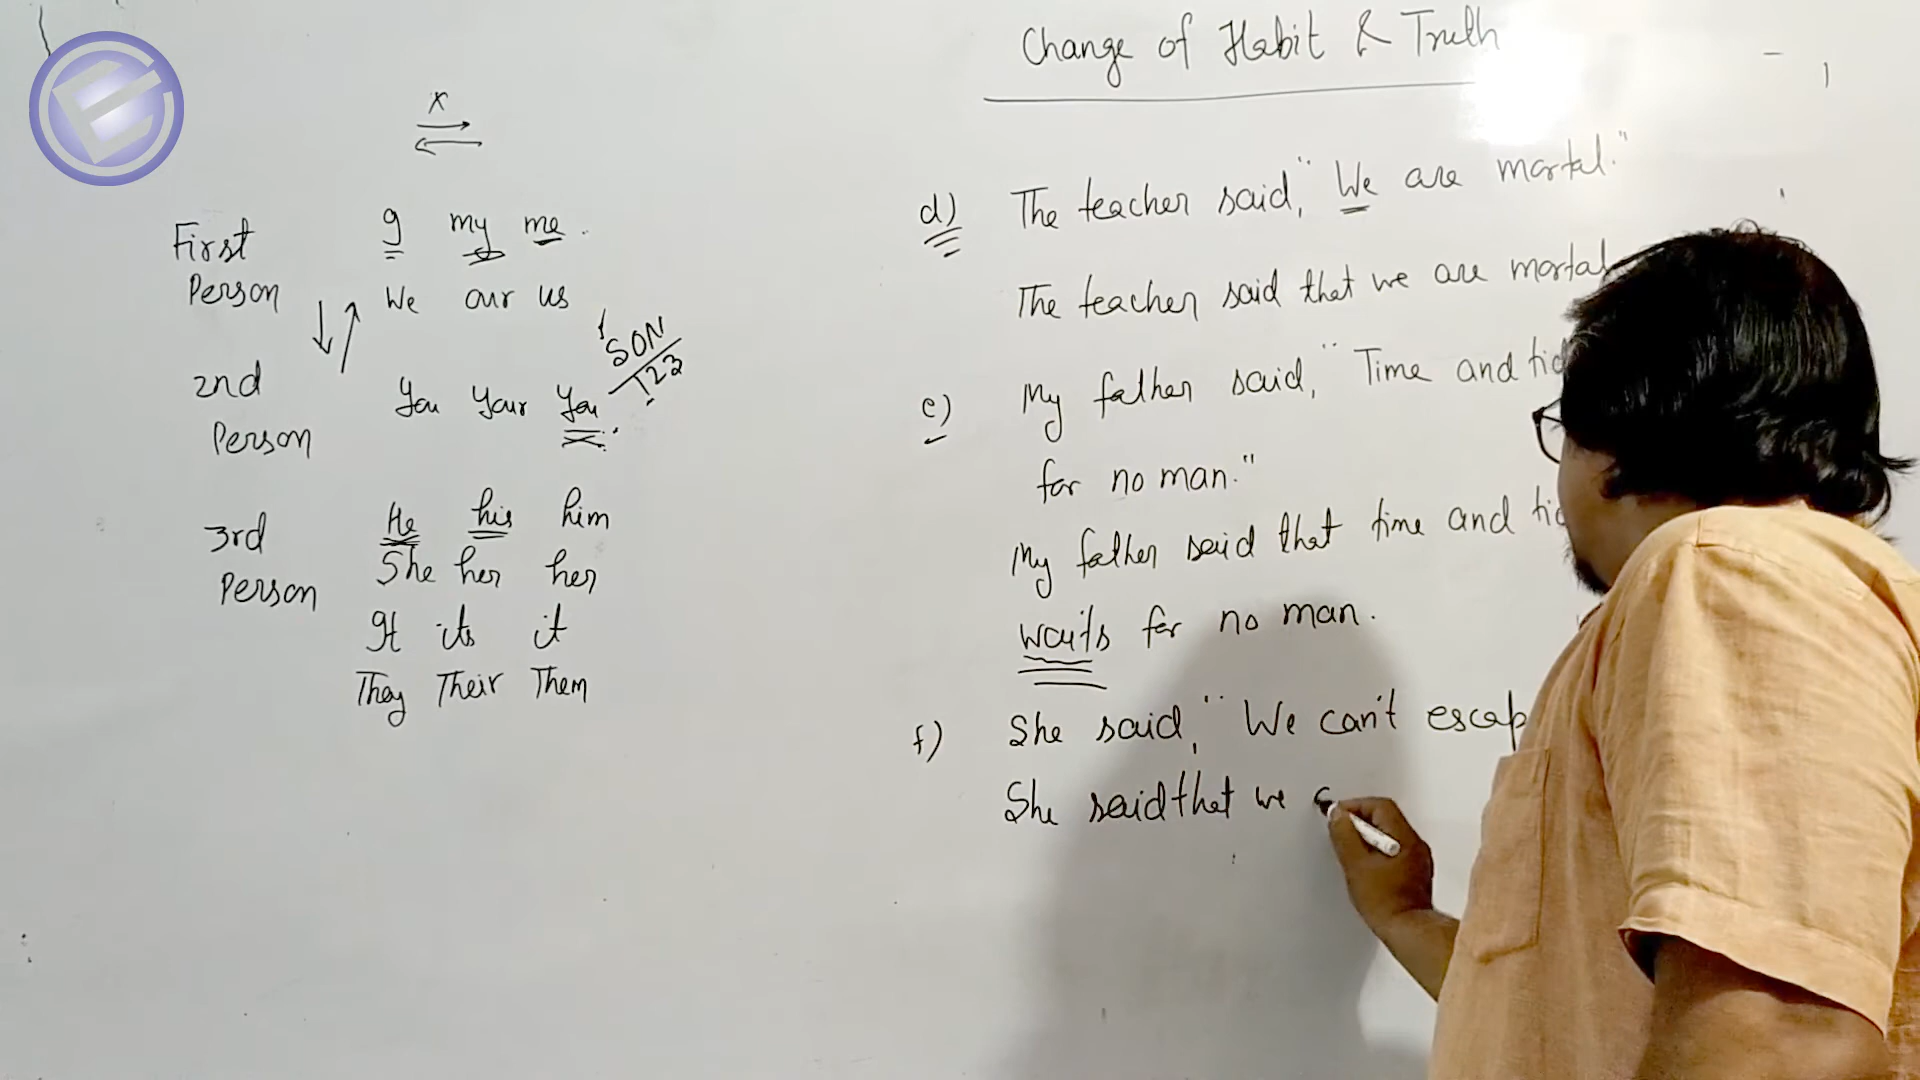 Change of Habit & Truth
x
First Person
I my me.
We our us
2nd Person
You Your You
SON
123
3rd Person
He his him
She her her
It its it
They Their Them
d) The teacher said, "We are mortal."
The teacher said that we are mortal
e) My father said, "Time and tid
for no man."
My father said that time and tid
waits for no man.
f) She said, "We can't escap
She said that we c